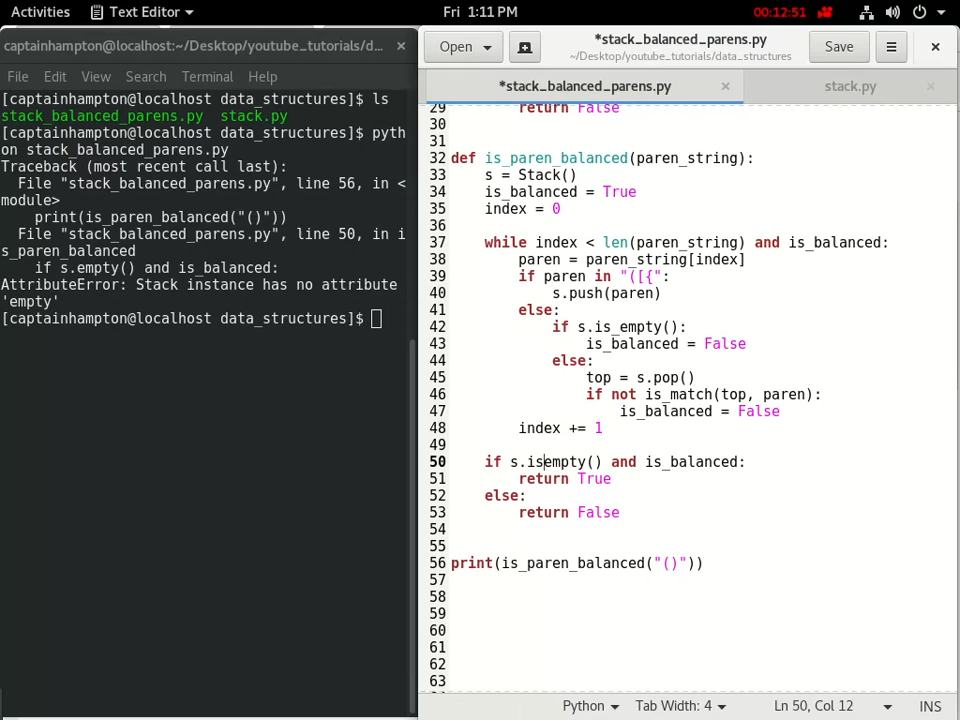 Activities Text Editor Fri 1:11 PM 00:12:51
captainhampton@localhost:~/Desktop/youtube_tutorials/d...
File Edit View Search Terminal Help
[captainhampton@localhost data_structures]$ ls
stack_balanced_parens.py stack.py
[captainhampton@localhost data_structures]$ pyth
on stack_balanced_parens.py
Traceback (most recent call last):
File "stack_balanced_parens.py", line 56, in <
module>
print(is_paren_balanced("()"))
File "stack_balanced_parens.py", line 50, in i
s_paren_balanced
if s.empty() and is_balanced:
AttributeError: Stack instance has no attribute
'empty'
[captainhampton@localhost data_structures]$
Open *stack_balanced_parens.py Save
~/Desktop/youtube_tutorials/data_structures
*stack_balanced_parens.py stack.py
29 return False
30
31
32 def is_paren_balanced(paren_string):
33 s = Stack()
34 is_balanced = True
35 index = 0
36
37 while index < len(paren_string) and is_balanced:
38 paren = paren_string[index]
39 if paren in "([{":
40 s.push(paren)
41 else:
42 if s.is_empty():
43 is_balanced = False
44 else:
45 top = s.pop()
46 if not is_match(top, paren):
47 is_balanced = False
48 index += 1
49
50 if s.isempty() and is_balanced:
51 return True
52 else:
53 return False
54
55
56 print(is_paren_balanced("()"))
57
58
59
60
61
62
63
Python Tab Width: 4 Ln 50, Col 12 INS